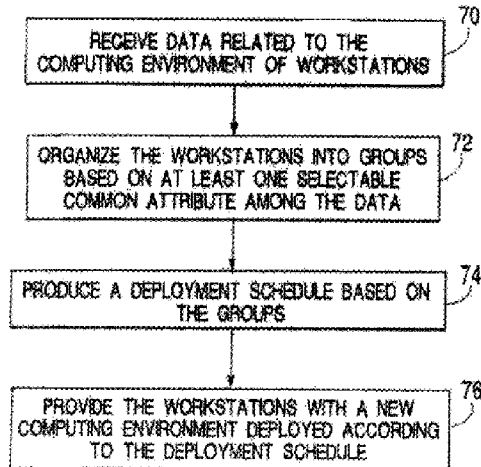 70
RECEIVE DATA RELATED TO THE
COMPUTING ENVIRONMENT OF WORKSTATIONS
72
ORGANIZE THE WORKSTATIONS INTO GROUPS
BASED ON AT LEAST ONE SELECTABLE
COMMON ATTRIBUTE AMONG THE DATA
74
PRODUCE A DEPLOYMENT SCHEDULE BASED ON
THE GROUPS
76
PROVIDE THE WORKSTATIONS WITH A NEW
COMPUTING ENVIRONMENT DEPLOYED ACCORDING
TO THE DEPLOYMENT SCHEDULE